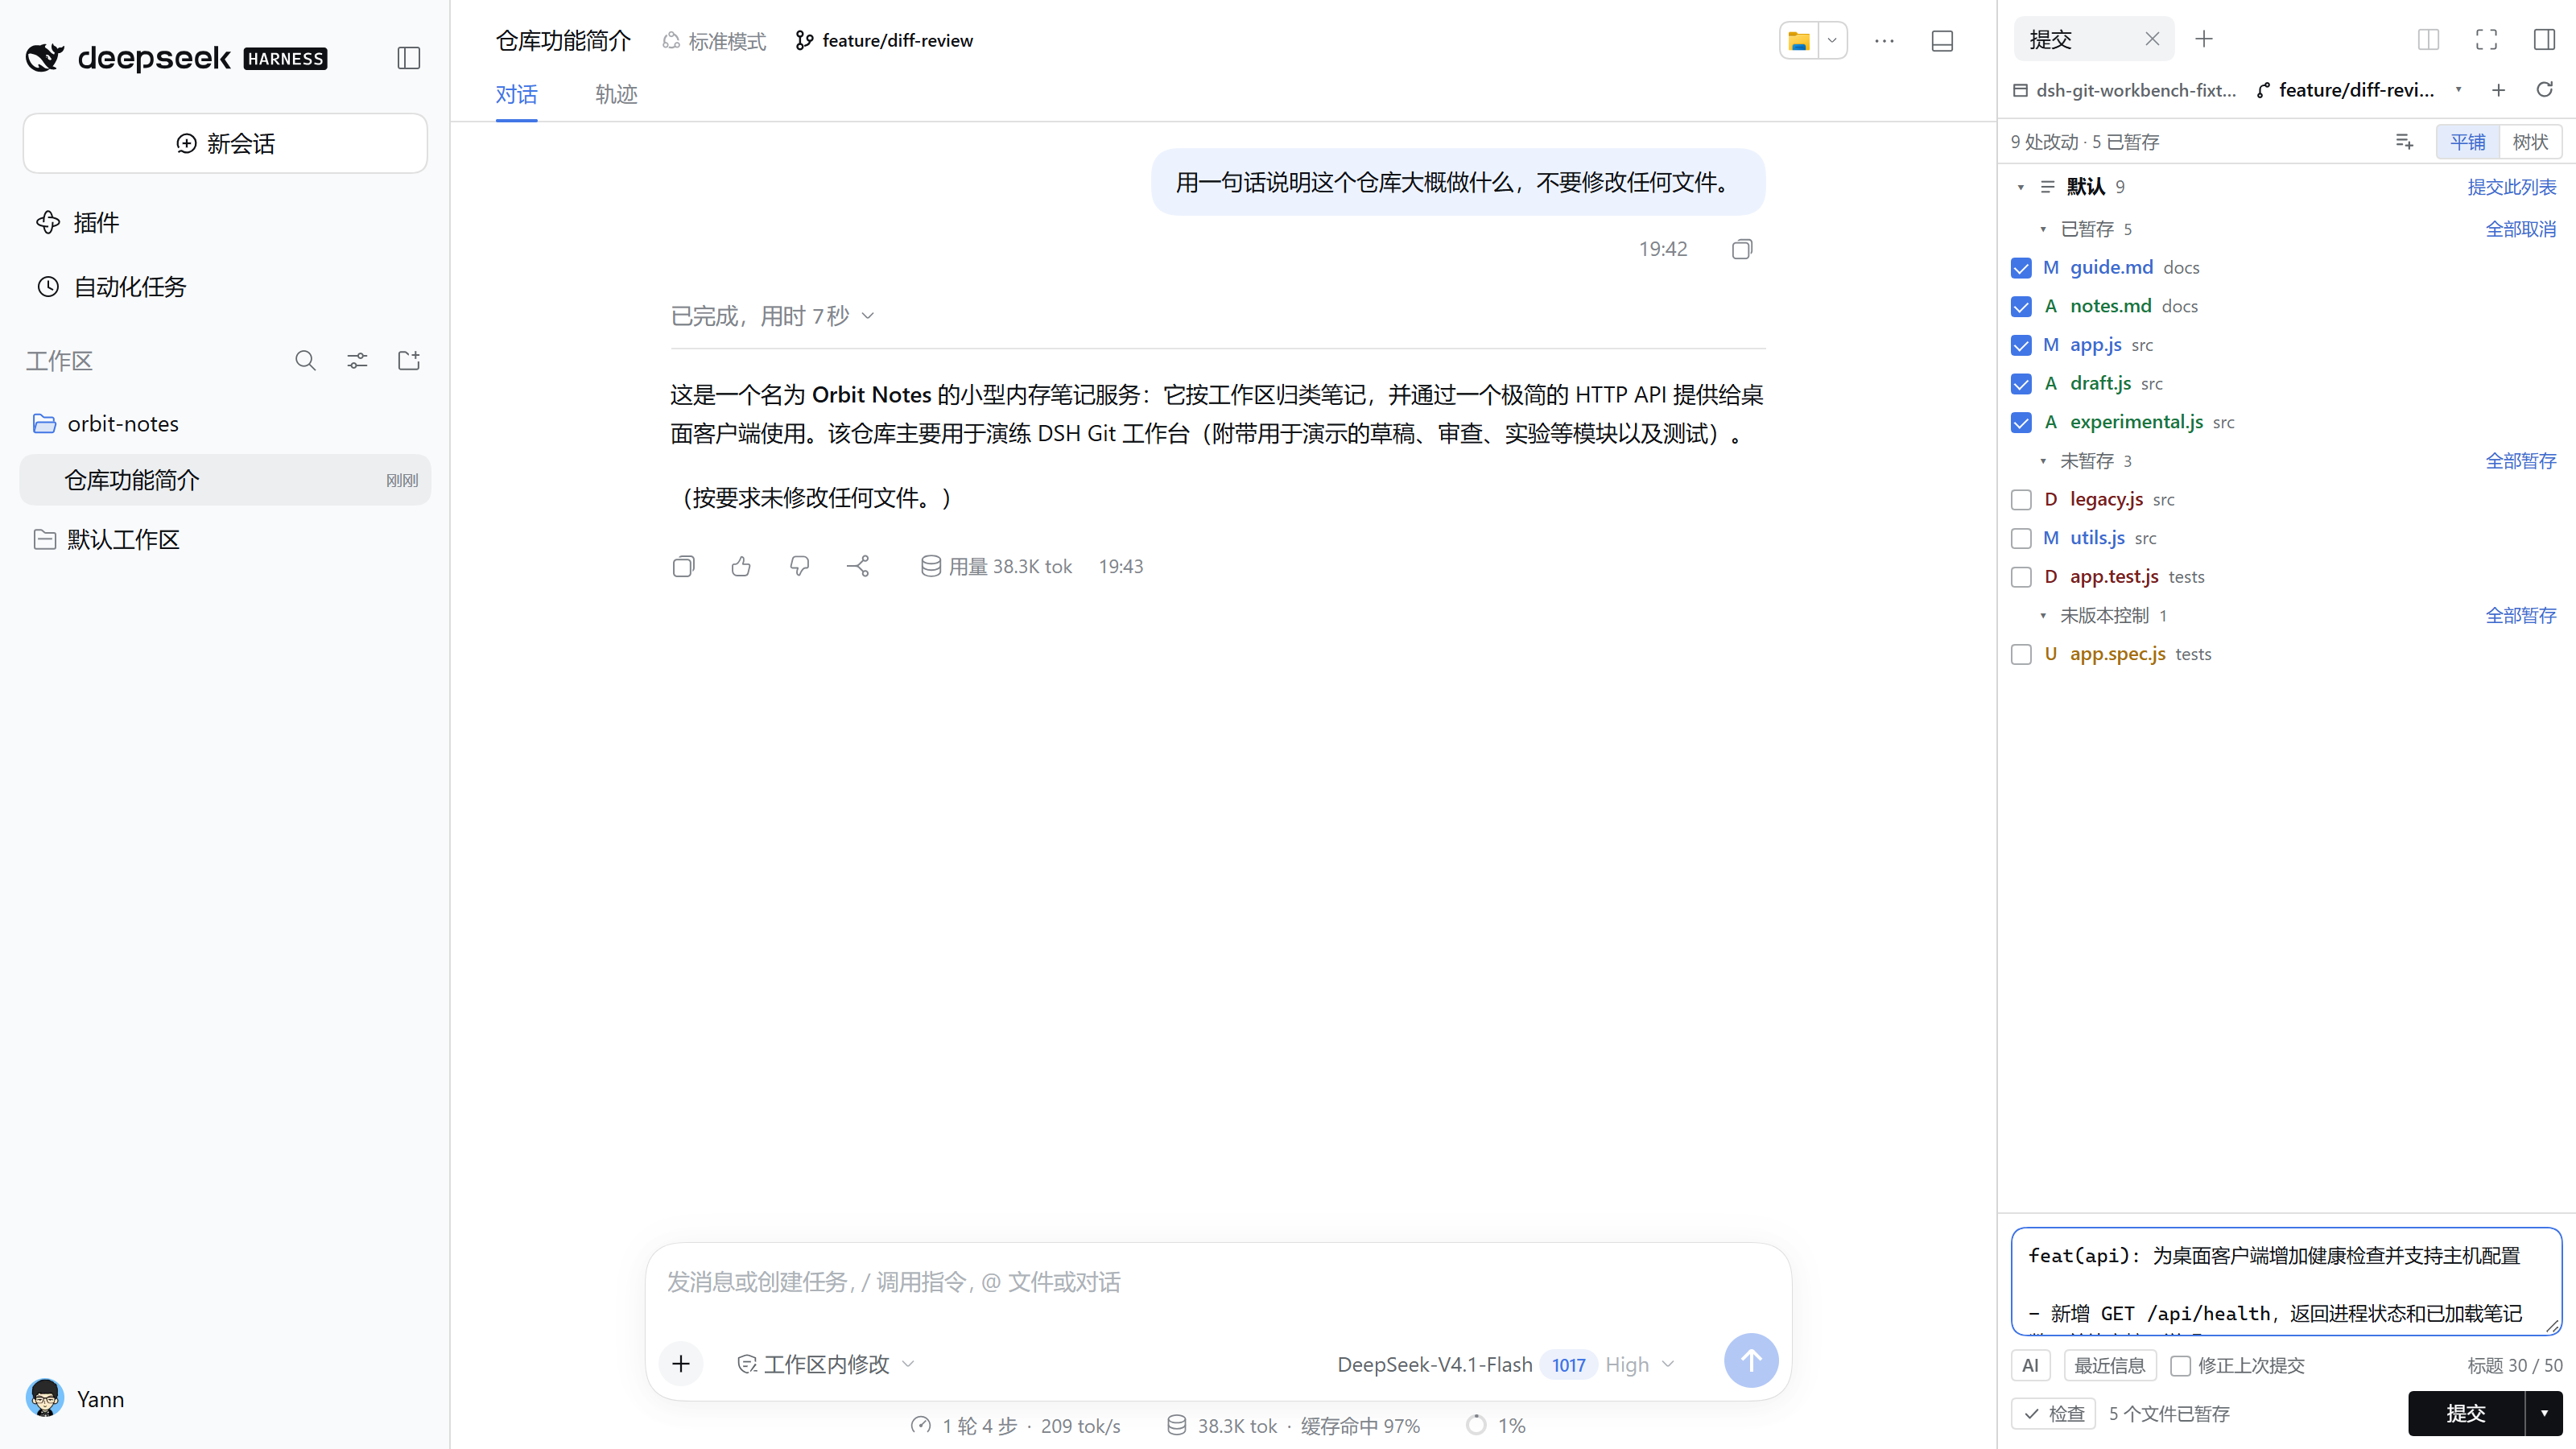 deepseek HARNESS
新会话
插件
自动化任务
工作区
orbit-notes
仓库功能简介 刚刚
默认工作区
Yann
仓库功能简介 标准模式 feature/diff-review
对话 轨迹
用一句话说明这个仓库大概做什么，不要修改任何文件。
19:42
已完成，用时 7 秒
这是一个名为 Orbit Notes 的小型内存笔记服务：它按工作区归类笔记，并通过一个极简的 HTTP API 提供给桌
面客户端使用。该仓库主要用于演练 DSH Git 工作台（附带用于演示的草稿、审查、实验等模块以及测试）。
（按要求未修改任何文件。）
用量 38.3K tok 19:43
发消息或创建任务, / 调用指令, @ 文件或对话
工作区内修改
DeepSeek-V4.1-Flash 1017 High
1 轮 4 步 · 209 tok/s 38.3K tok · 缓存命中 97% 1%
提交
dsh-git-workbench-fixt... feature/diff-revi...
9 处改动 · 5 已暂存 平铺 树状
默认 9 提交此列表
已暂存 5 全部取消
M guide.md docs
A notes.md docs
M app.js src
A draft.js src
A experimental.js src
未暂存 3 全部暂存
D legacy.js src
M utils.js src
D app.test.js tests
未版本控制 1 全部暂存
U app.spec.js tests
feat(api): 为桌面客户端增加健康检查并支持主机配置
- 新增 GET /api/health，返回进程状态和已加载笔记
AI 最近信息 修正上次提交 标题 30 / 50
检查 5 个文件已暂存 提交